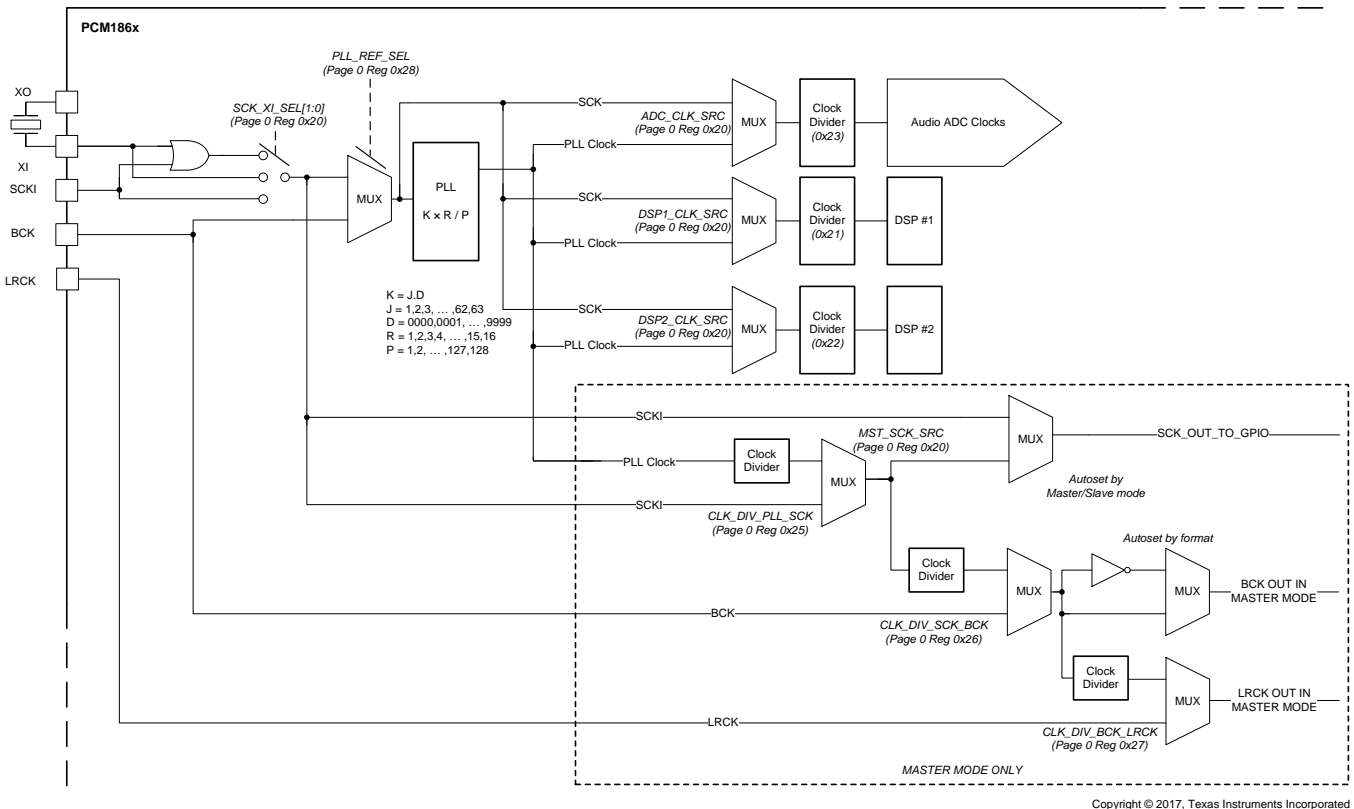 PCM186x
PLL_REF_SEL
(Page 0 Reg 0x28)
XO
SCK_XI_SEL[1:0]
(Page 0 Reg 0x20)
XI
SCKI
BCK
LRCK
MUX
PLL
K x R / P
K = J.D
J = 1,2,3, … ,62,63
D = 0000,0001, … ,9999
R = 1,2,3,4, … ,15,16
P = 1,2, … ,127,128
SCK
ADC_CLK_SRC
(Page 0 Reg 0x20)
PLL Clock
MUX
Clock
Divider
(0x23)
Audio ADC Clocks
SCK
DSP1_CLK_SRC
(Page 0 Reg 0x20)
PLL Clock
MUX
Clock
Divider
(0x21)
DSP #1
SCK
DSP2_CLK_SRC
(Page 0 Reg 0x20)
PLL Clock
MUX
Clock
Divider
(0x22)
DSP #2
SCKI
MST_SCK_SRC
(Page 0 Reg 0x20)
MUX
SCK_OUT_TO_GPIO
PLL Clock
Clock
Divider
MUX
Autoset by
Master/Slave mode
SCKI
CLK_DIV_PLL_SCK
(Page 0 Reg 0x25)
Autoset by format
Clock
Divider
MUX
MUX
BCK OUT IN
MASTER MODE
BCK
CLK_DIV_SCK_BCK
(Page 0 Reg 0x26)
Clock
Divider
MUX
LRCK OUT IN
MASTER MODE
LRCK
CLK_DIV_BCK_LRCK
(Page 0 Reg 0x27)
MASTER MODE ONLY
Copyright © 2017, Texas Instruments Incorporated